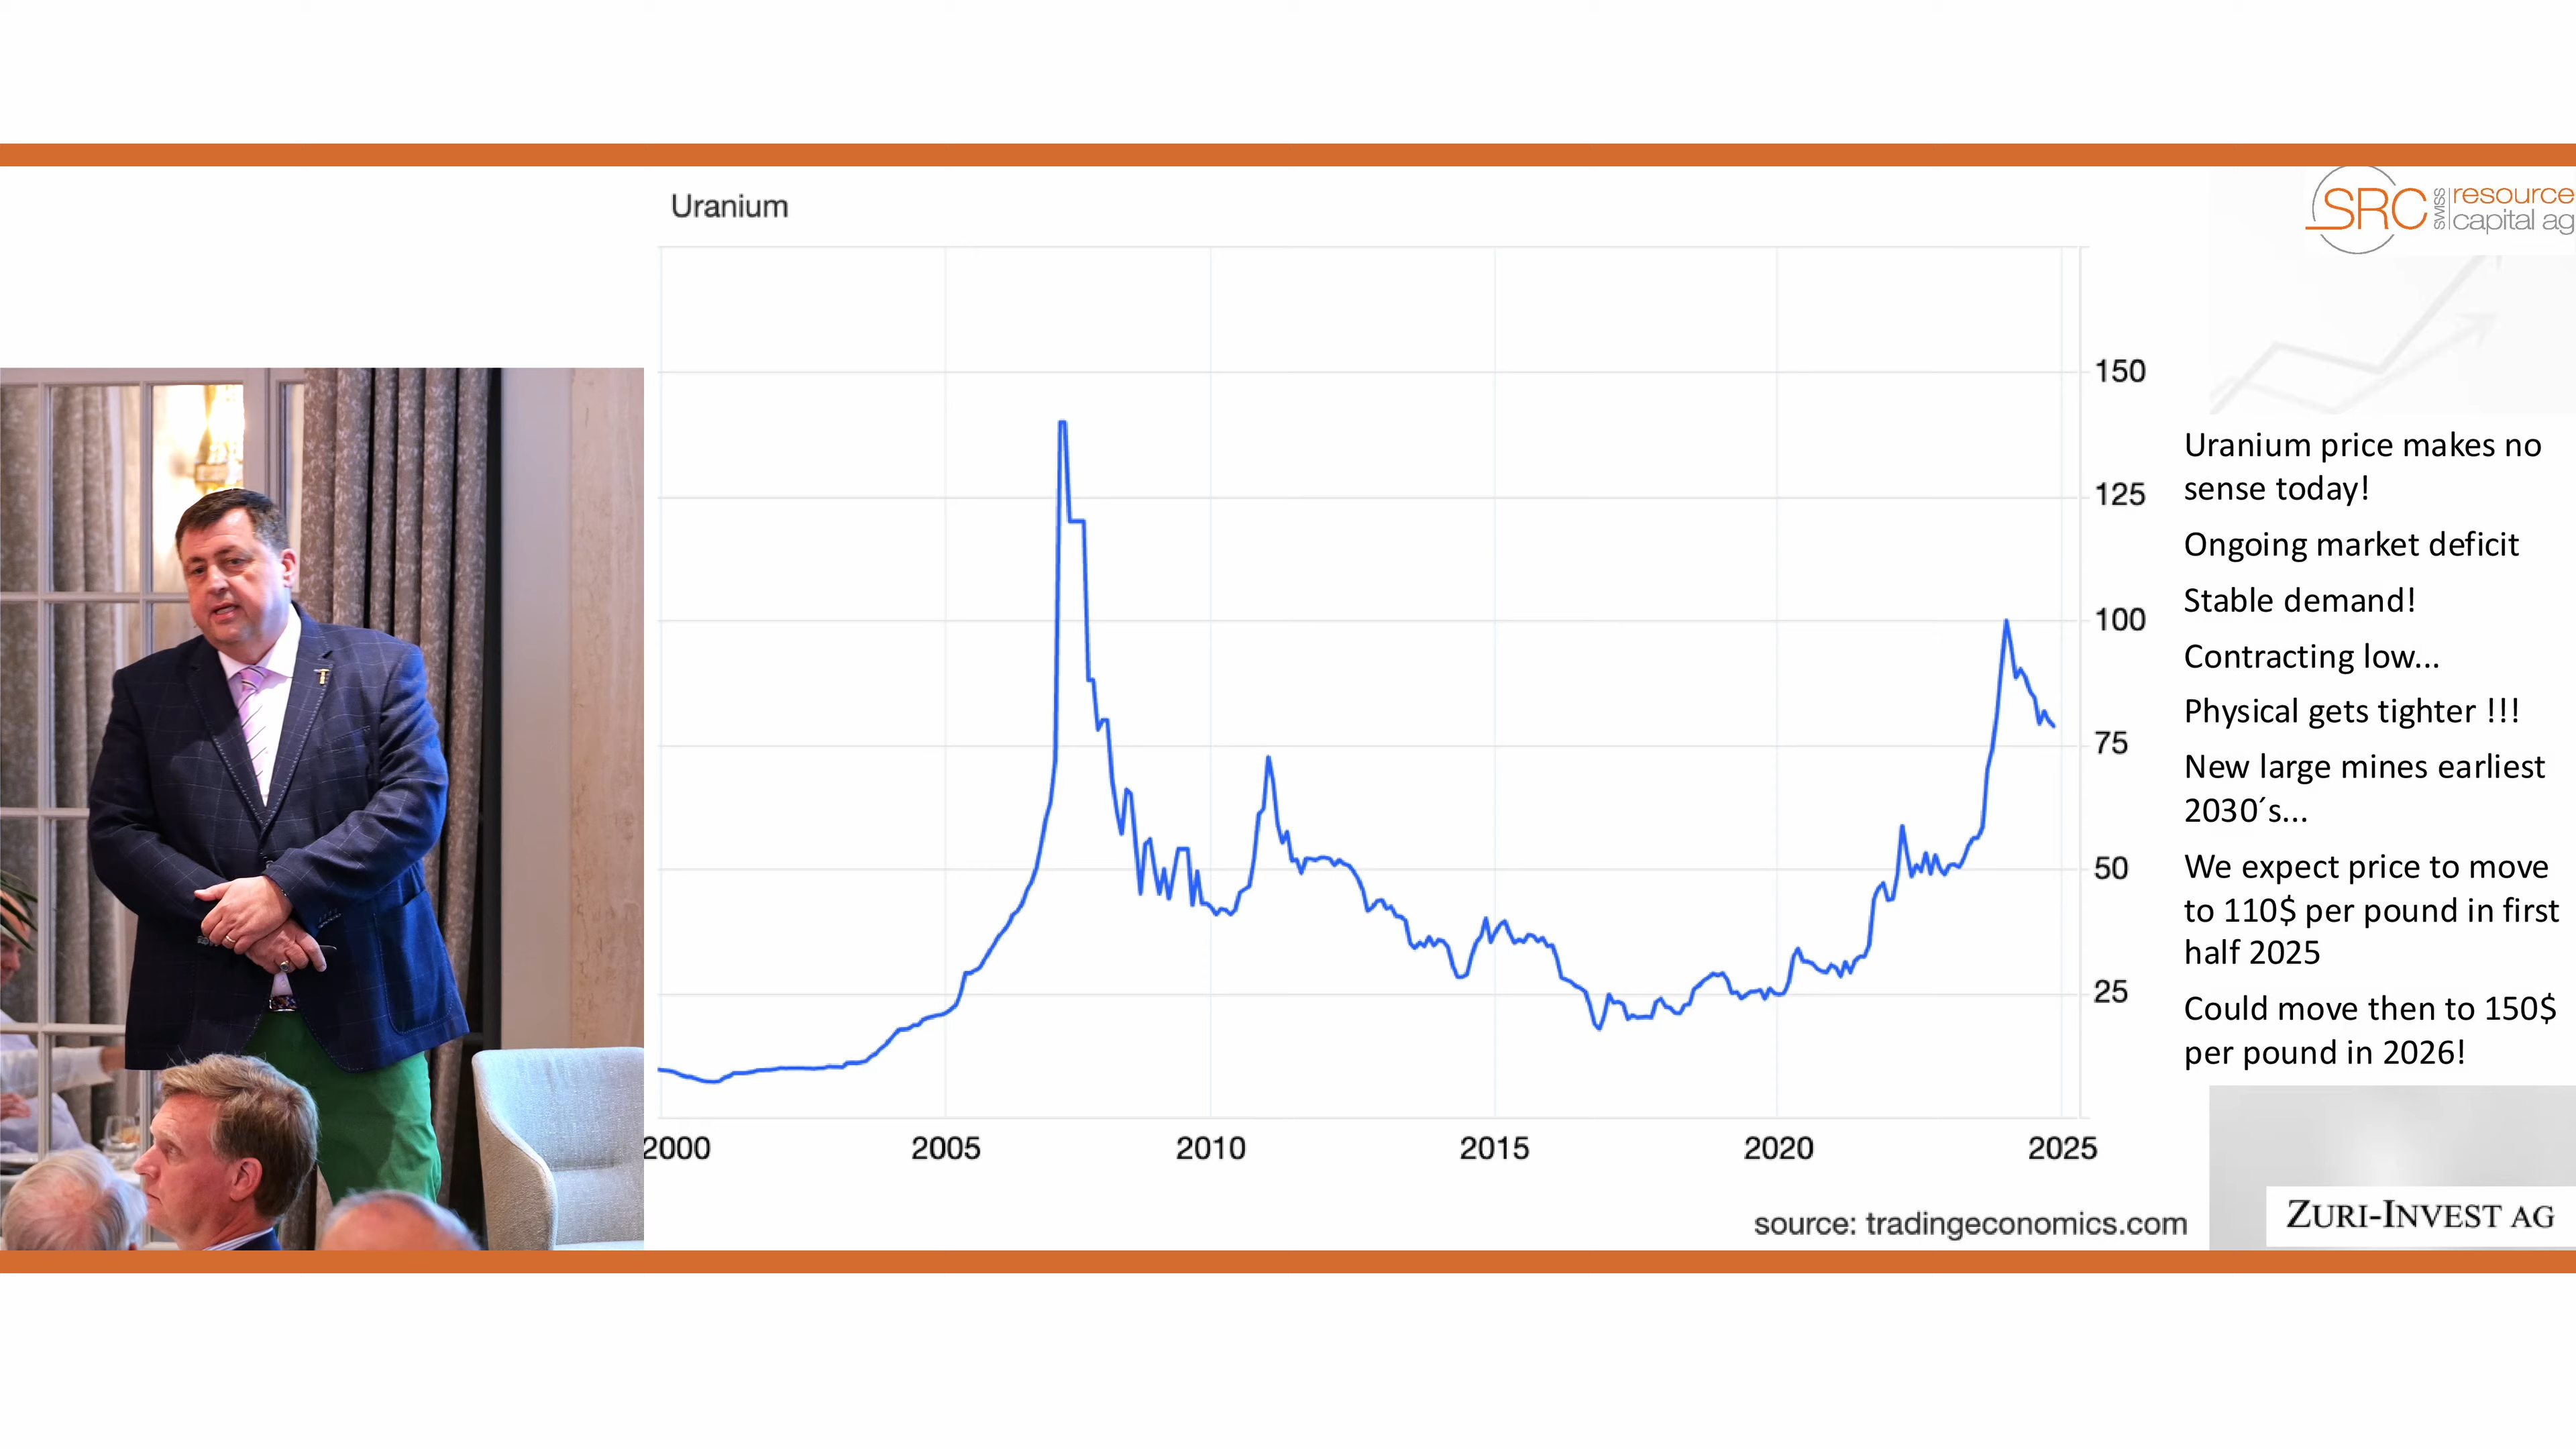 Uranium
SRC swiss resource capital ag
150
125
100
75
50
25
2000 2005 2010 2015 2020 2025
source: tradingeconomics.com
Uranium price makes no
sense today!
Ongoing market deficit
Stable demand!
Contracting low...
Physical gets tighter !!!
New large mines earliest
2030´s...
We expect price to move
to 110$ per pound in first
half 2025
Could move then to 150$
per pound in 2026!
ZURI-INVEST AG